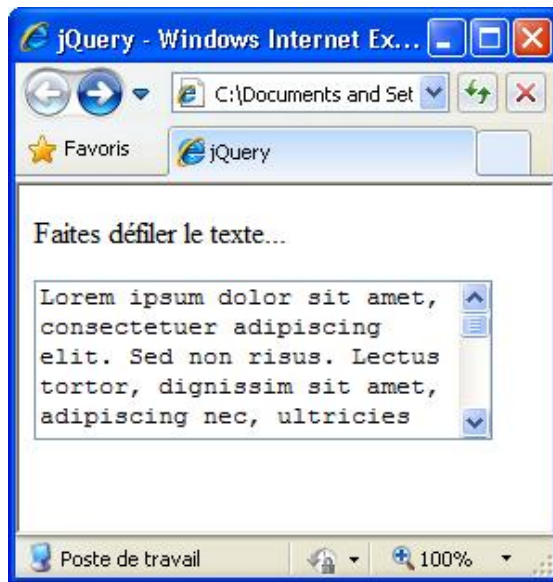 jQuery - Windows Internet Ex...
C:\Documents and Set
Favoris
jQuery
Faites défiler le texte...
Lorem ipsum dolor sit amet,
consectetuer adipiscing
elit. Sed non risus. Lectus
tortor, dignissim sit amet,
adipiscing nec, ultricies
Poste de travail
100%